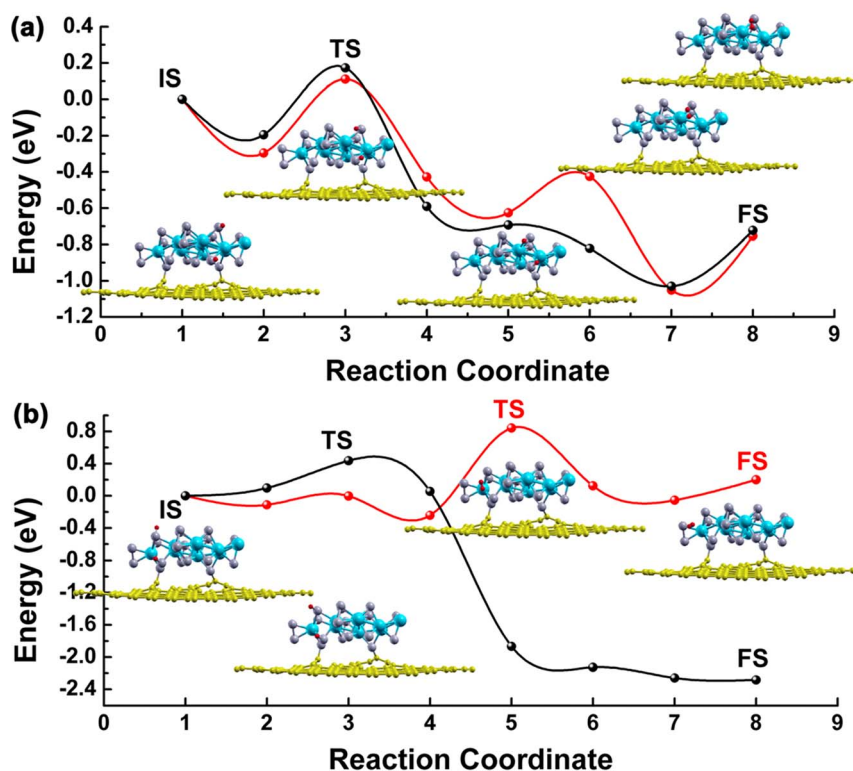 (a)
0.4
0.2
0.0
-0.2
-0.4
-0.6
-0.8
-1.0
-1.2
Energy (eV)
IS
TS
FS
0 1 2 3 4 5 6 7 8 9
Reaction Coordinate
(b)
0.8
0.4
0.0
-0.4
-0.8
-1.2
-1.6
-2.0
-2.4
Energy (eV)
IS
TS
TS
FS
FS
0 1 2 3 4 5 6 7 8 9
Reaction Coordinate